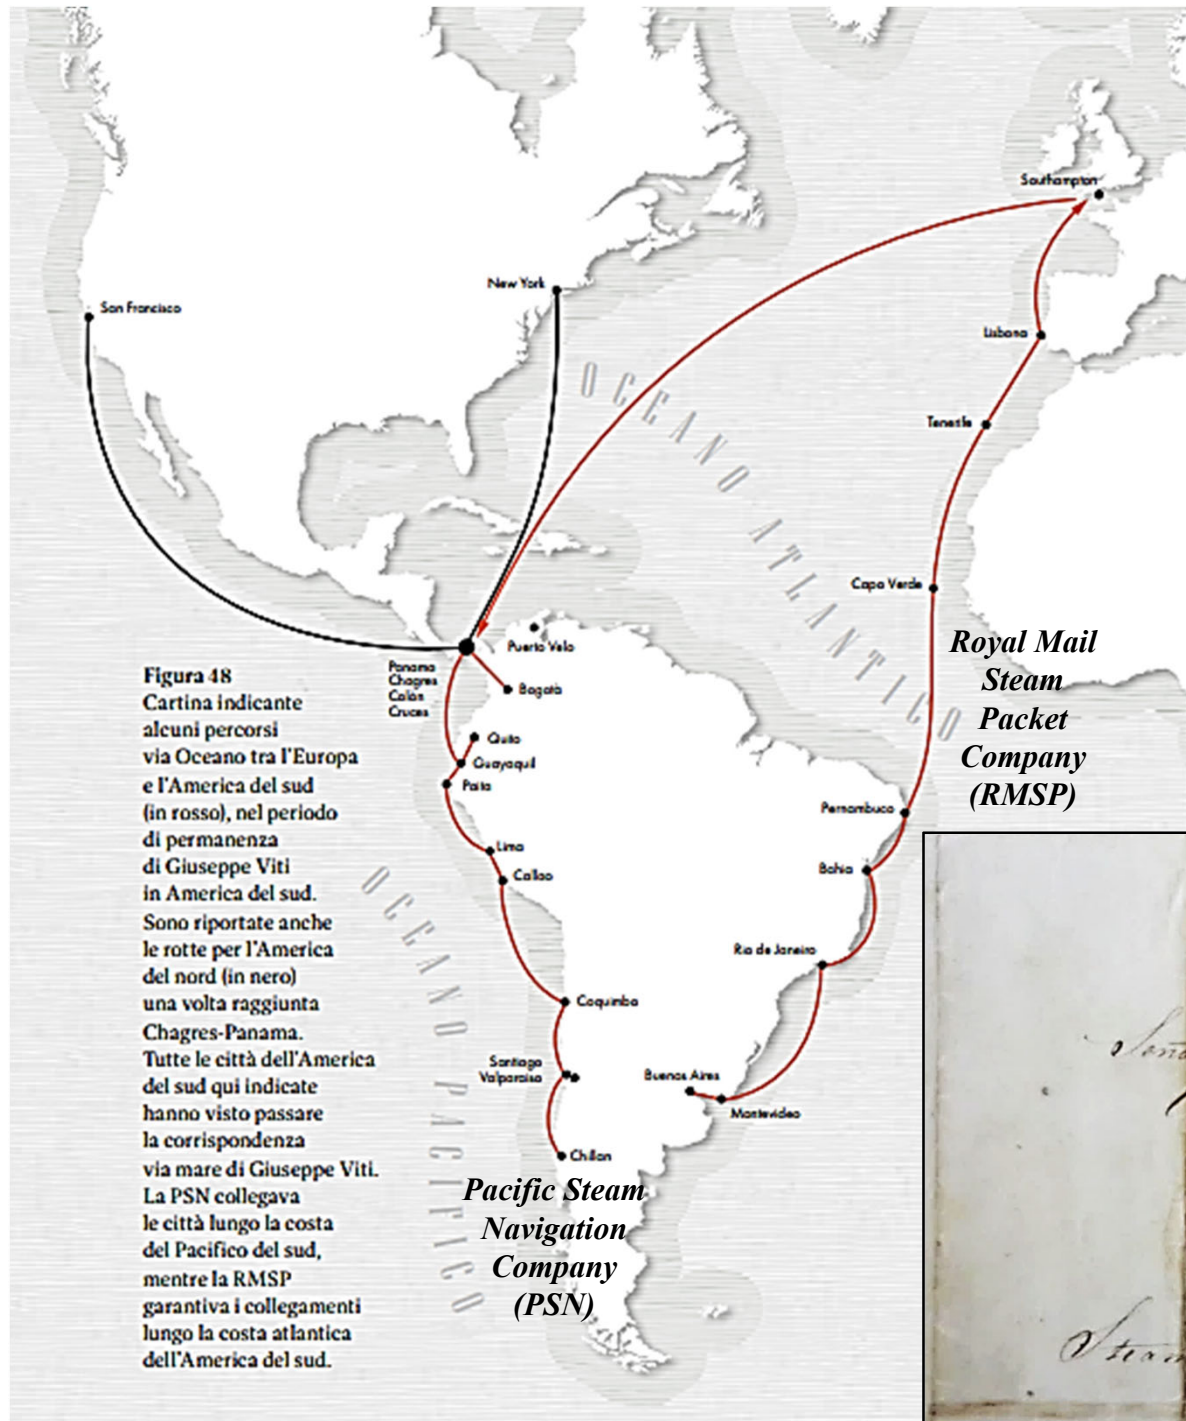 Southampton
New York
San Francisco
Lisbona
Tenerife
OCEANO ATLANTICO
Capo Verde
Royal Mail
Steam
Packet
Company
(RMSP)
Puerto Velo
Panama
Chagres
Colón
Cruces
Bogotà
Quito
Guayaquil
Paita
Pernambuco
Lima
Callao
Bahia
OCEANO PACIFICO
Rio de Janeiro
Coquimbo
Santiago
Valparaiso
Buenos Aires
Montevideo
Chillan
Pacific Steam
Navigation
Company
(PSN)
Figura 48
Cartina indicante
alcuni percorsi
via Oceano tra l'Europa
e l'America del sud
(in rosso), nel periodo
di permanenza
di Giuseppe Viti
in America del sud.
Sono riportate anche
le rotte per l'America
del nord (in nero)
una volta raggiunta
Chagres-Panama.
Tutte le città dell'America
del sud qui indicate
hanno visto passare
la corrispondenza
via mare di Giuseppe Viti.
La PSN collegava
le città lungo la costa
del Pacifico del sud,
mentre la RMSP
garantiva i collegamenti
lungo la costa atlantica
dell'America del sud.
Steam